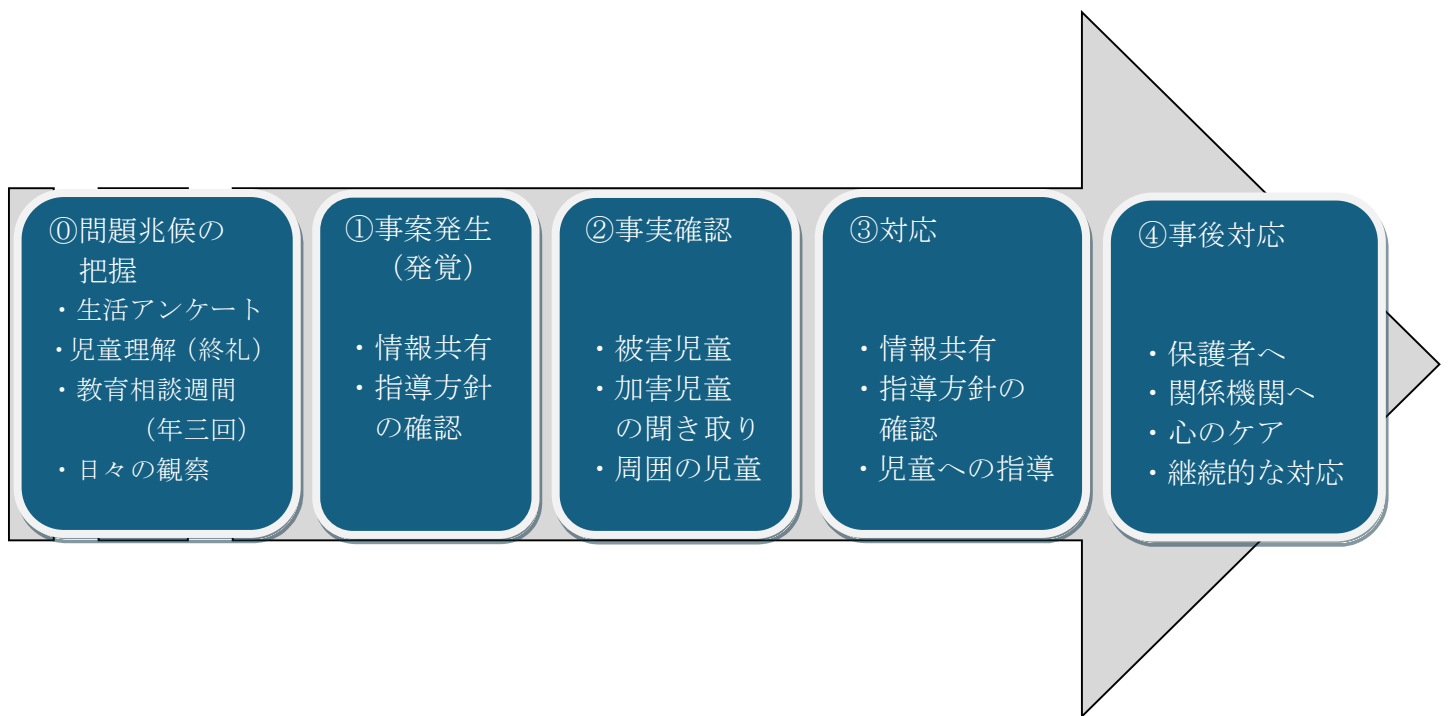 ⓪問題兆候の
把握
・生活アンケート
・児童理解（終礼）
・教育相談週間
（年三回）
・日々の観察
①事案発生
（発覚）
・情報共有
・指導方針
の確認
②事実確認
・被害児童
・加害児童
の聞き取り
・周囲の児童
③対応
・情報共有
・指導方針の
確認
・児童への指導
④事後対応
・保護者へ
・関係機関へ
・心のケア
・継続的な対応